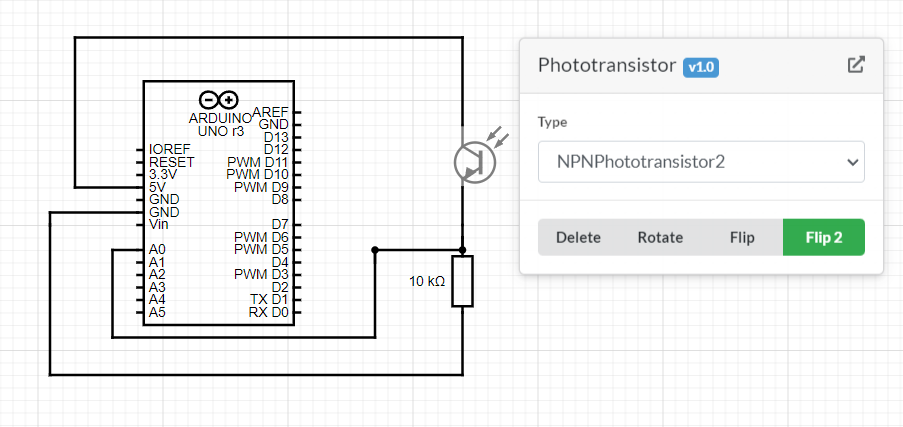 ARDUINO
UNO r3
AREF
GND
D13
D12
PWM D11
PWM D10
PWM D9
D8
D7
PWM D6
PWM D5
D4
PWM D3
D2
TX D1
RX D0
IOREF
RESET
3.3V
5V
GND
GND
Vin
A0
A1
A2
A3
A4
A5
10 kΩ
Phototransistor v1.0
Type
NPNPhototransistor2
Delete Rotate Flip Flip 2